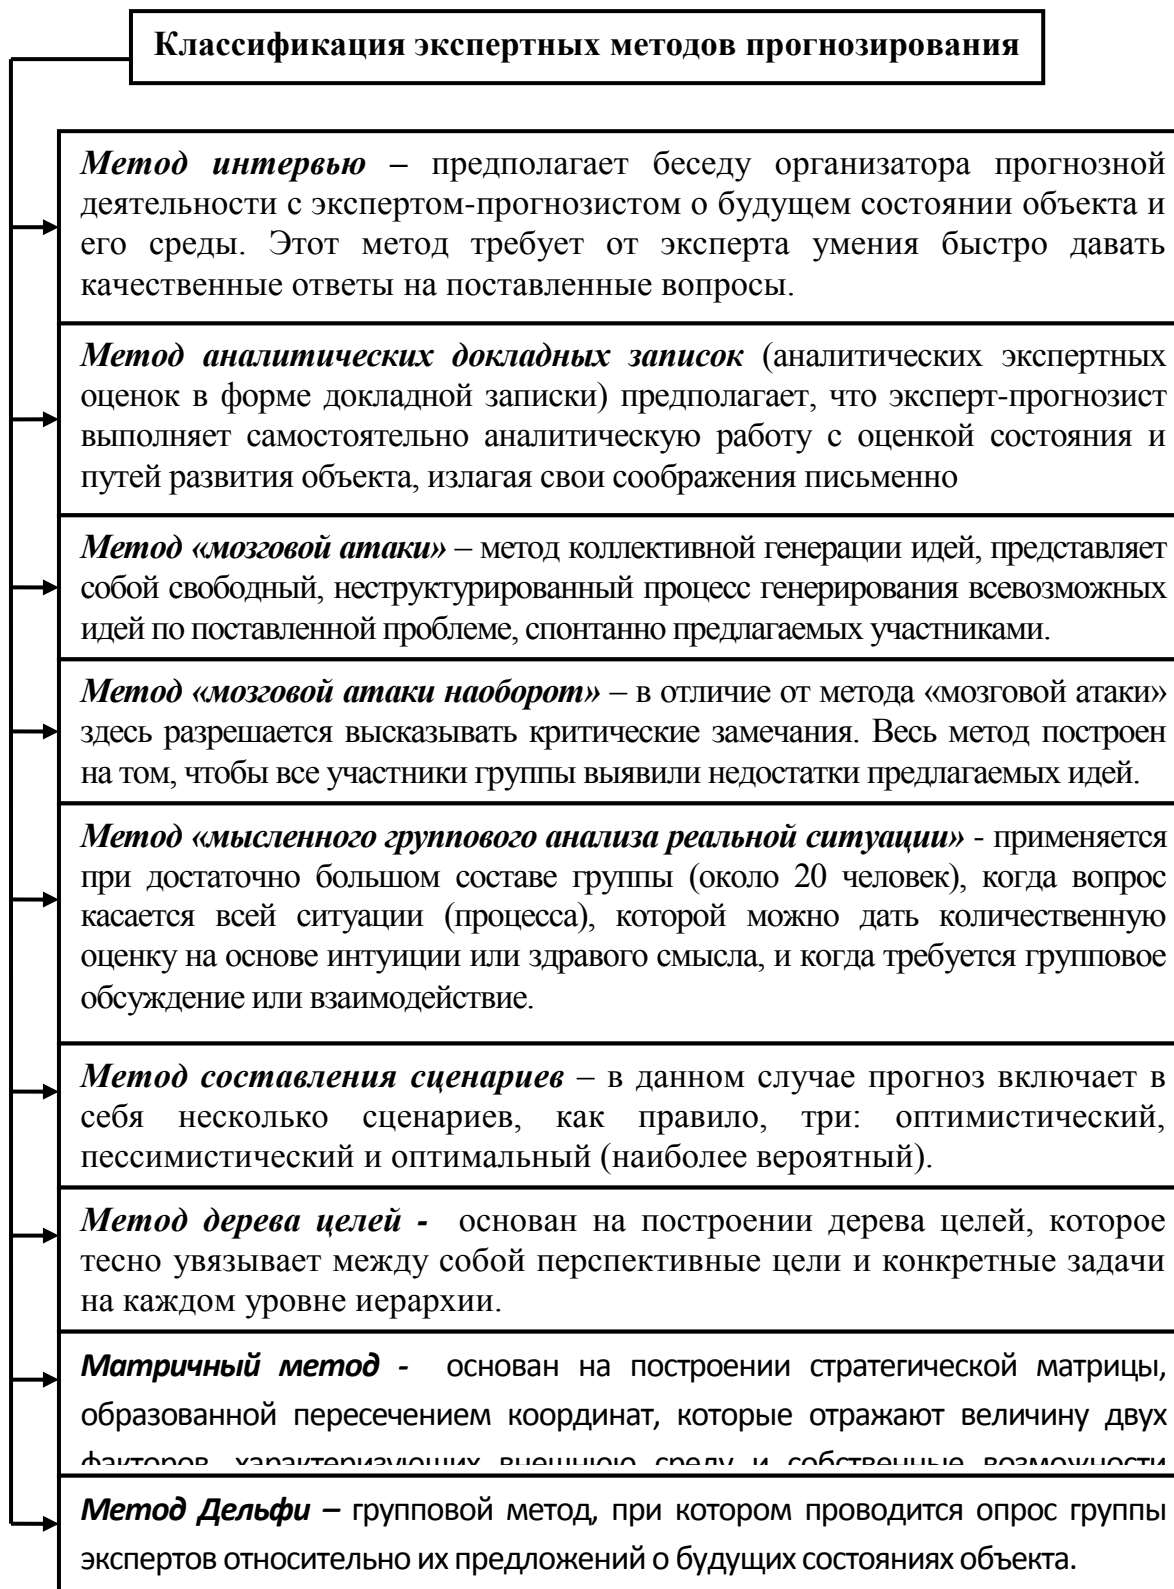 Классификация экспертных методов прогнозирования
Метод интервью – предполагает беседу организатора прогнозной
деятельности с экспертом-прогнозистом о будущем состоянии объекта и
его среды. Этот метод требует от эксперта умения быстро давать
качественные ответы на поставленные вопросы.
Метод аналитических докладных записок (аналитических экспертных
оценок в форме докладной записки) предполагает, что эксперт-прогнозист
выполняет самостоятельно аналитическую работу с оценкой состояния и
путей развития объекта, излагая свои соображения письменно
Метод «мозговой атаки» – метод коллективной генерации идей, представляет
собой свободный, неструктурированный процесс генерирования всевозможных
идей по поставленной проблеме, спонтанно предлагаемых участниками.
Метод «мозговой атаки наоборот» – в отличие от метода «мозговой атаки»
здесь разрешается высказывать критические замечания. Весь метод построен
на том, чтобы все участники группы выявили недостатки предлагаемых идей.
Метод «мысленного группового анализа реальной ситуации» - применяется
при достаточно большом составе группы (около 20 человек), когда вопрос
касается всей ситуации (процесса), которой можно дать количественную
оценку на основе интуиции или здравого смысла, и когда требуется групповое
обсуждение или взаимодействие.
Метод составления сценариев – в данном случае прогноз включает в
себя несколько сценариев, как правило, три: оптимистический,
пессимистический и оптимальный (наиболее вероятный).
Метод дерева целей - основан на построении дерева целей, которое
тесно увязывает между собой перспективные цели и конкретные задачи
на каждом уровне иерархии.
Матричный метод - основан на построении стратегической матрицы,
образованной пересечением координат, которые отражают величину двух
факторов, характеризующих внешнюю среду и собственные возможности
Метод Дельфи – групповой метод, при котором проводится опрос группы
экспертов относительно их предложений о будущих состояниях объекта.